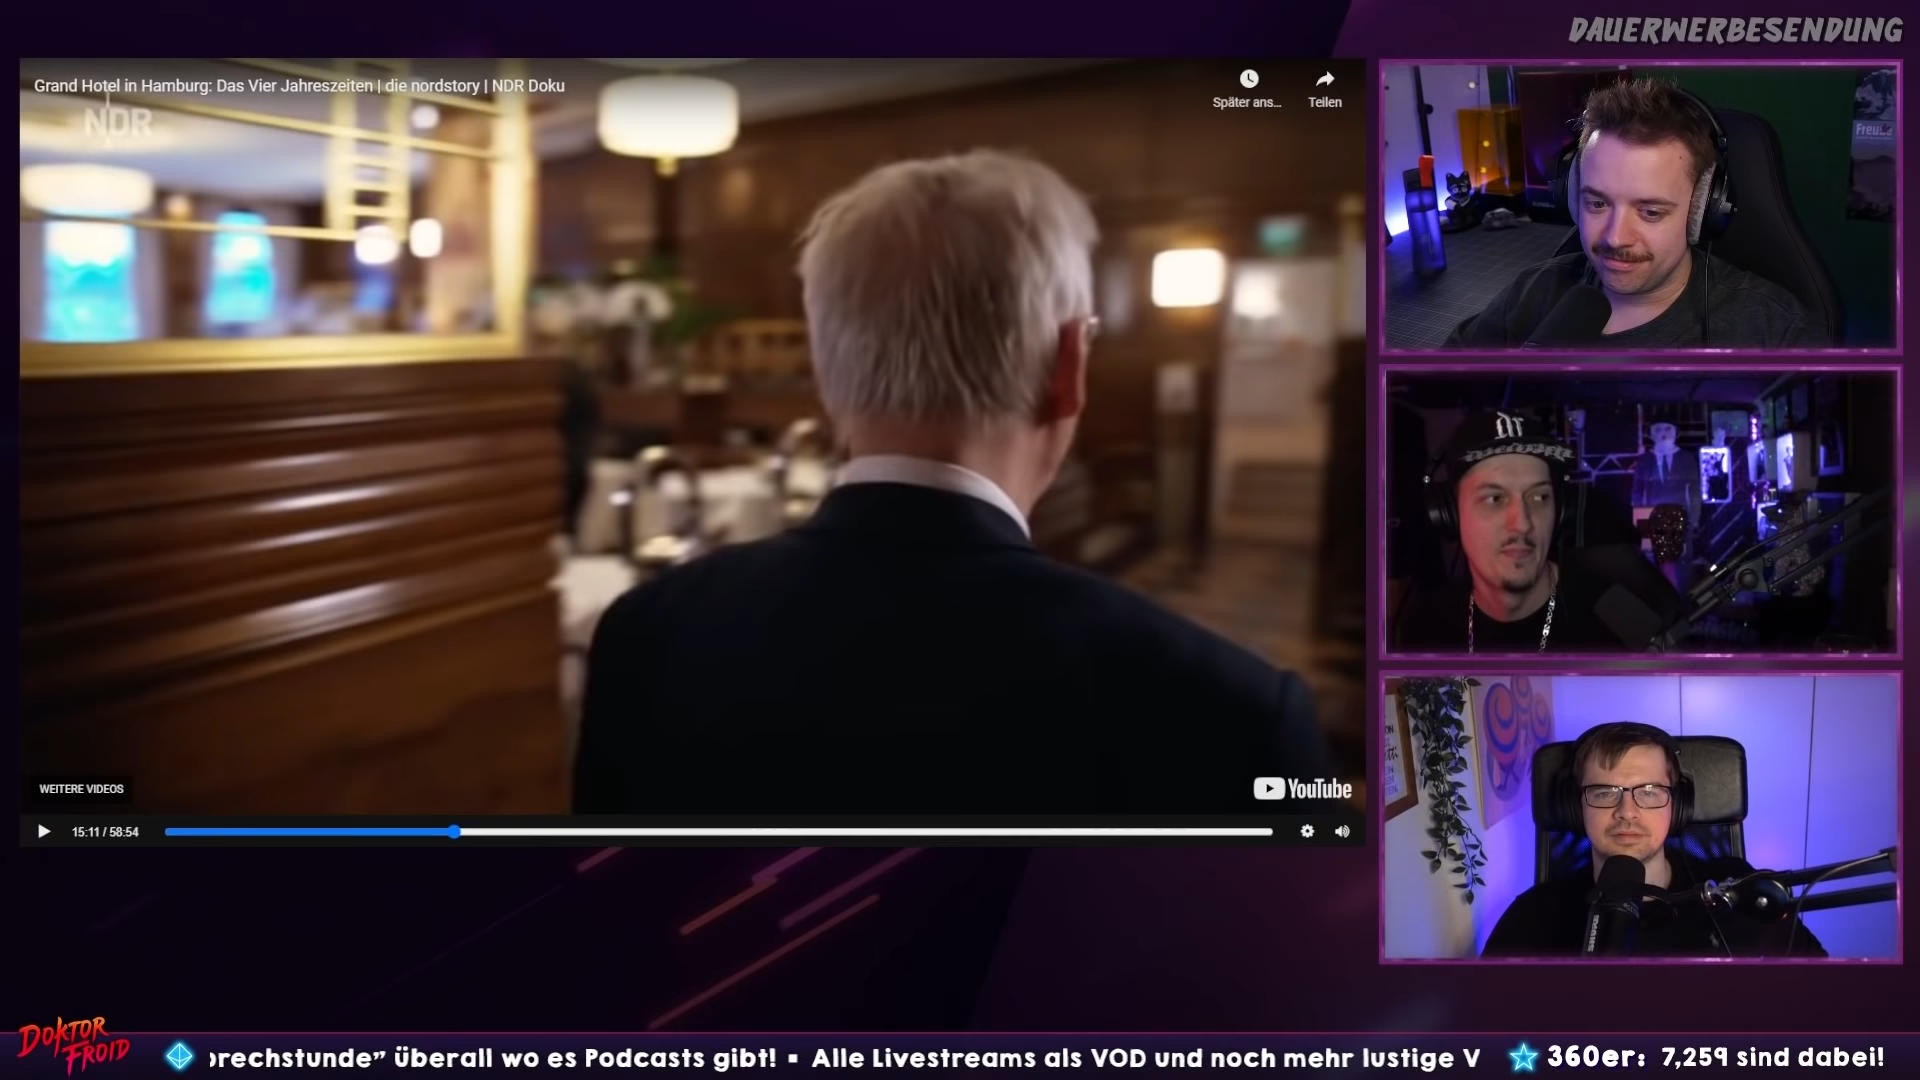 DAUERWERBESENDUNG
Grand Hotel in Hamburg: Das Vier Jahreszeiten | die nordstory | NDR Doku
Später ans...
Teilen
NDR
Freude
WEITERE VIDEOS
YouTube
15:11 / 58:54
DOKTOR
FROID
prechstunde” überall wo es Podcasts gibt! ▪ Alle Livestreams als VOD und noch mehr lustige V
360er: 7,259 sind dabei!